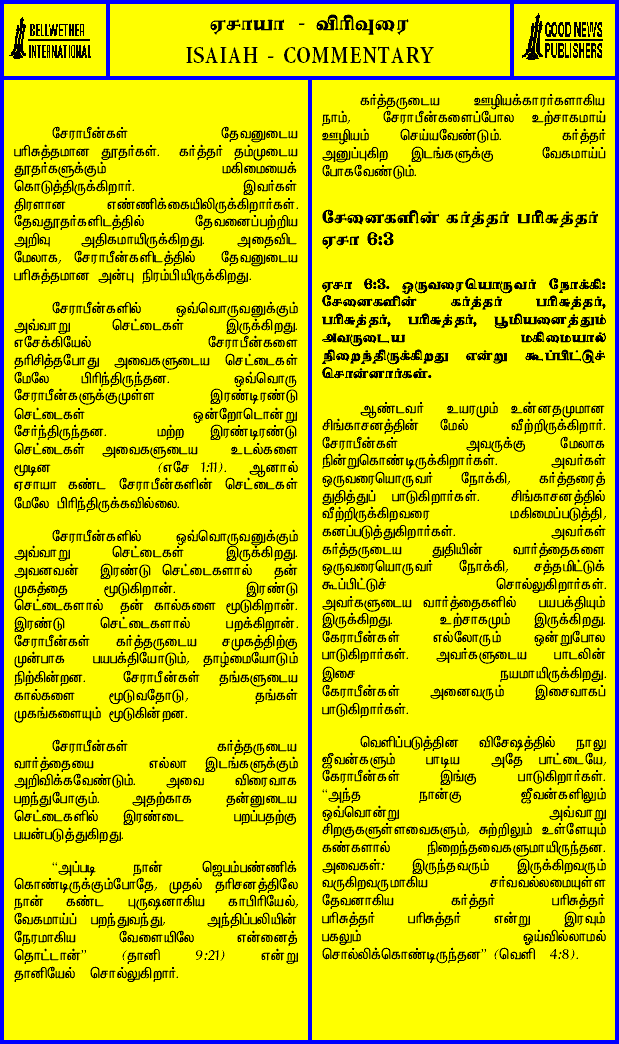 BELLWETHER
INTERNATIONAL
ஏசாயா - விரிவுரை
ISAIAH - COMMENTARY
GOOD NEWS
PUBLISHERS
சேராபீன்கள் தேவனுடைய
பரிசுத்தமான தூதர்கள். கர்த்தர் தம்முடைய
தூதர்களுக்கும் மகிமையைக்
கொடுத்திருக்கிறார். இவர்கள்
திரளான எண்ணிக்கையிலிருக்கிறார்கள்.
தேவதூதர்களிடத்தில் தேவனைப்பற்றிய
அறிவு அதிகமாயிருக்கிறது. அதைவிட
மேலாக, சேராபீன்களிடத்தில் தேவனுடைய
பரிசுத்தமான அன்பு நிரம்பியிருக்கிறது.
சேராபீன்களில் ஒவ்வொருவனுக்கும்
அவ்வாறு செட்டைகள் இருக்கிறது.
எசேக்கியேல் சேராபீன்களை
தரிசித்தபோது அவைகளுடைய செட்டைகள்
மேலே பிரிந்திருந்தன. ஒவ்வொரு
சேராபீன்களுக்குமுள்ள இரண்டிரண்டு
செட்டைகள் ஒன்றோடொன்று
சேர்ந்திருந்தன. மற்ற இரண்டிரண்டு
செட்டைகள் அவைகளுடைய உடல்களை
மூடின (எசே 1:11). ஆனால்
ஏசாயா கண்ட சேராபீன்களின் செட்டைகள்
மேலே பிரிந்திருக்கவில்லை.
சேராபீன்களில் ஒவ்வொருவனுக்கும்
அவ்வாறு செட்டைகள் இருக்கிறது.
அவனவன் இரண்டு செட்டைகளால் தன்
முகத்தை மூடுகிறான். இரண்டு
செட்டைகளால் தன் கால்களை மூடுகிறான்.
இரண்டு செட்டைகளால் பறக்கிறான்.
சேராபீன்கள் கர்த்தருடைய சமுகத்திற்கு
முன்பாக பயபக்தியோடும், தாழ்மையோடும்
நிற்கின்றன. சேராபீன்கள் தங்களுடைய
கால்களை மூடுவதோடு, தங்கள்
முகங்களையும் மூடுகின்றன.
சேராபீன்கள் கர்த்தருடைய
வார்த்தையை எல்லா இடங்களுக்கும்
அறிவிக்கவேண்டும். அவை விரைவாக
பறந்துபோகும். அதற்காக தன்னுடைய
செட்டைகளில் இரண்டை பறப்பதற்கு
பயன்படுத்துகிறது.
“அப்படி நான் ஜெபம்பண்ணிக்
கொண்டிருக்கும்போதே, முதல் தரிசனத்திலே
நான் கண்ட புருஷனாகிய காபிரியேல்,
வேகமாய்ப் பறந்துவந்து, அந்திப்பலியின்
நேரமாகிய வேளையிலே என்னைத்
தொட்டான்” (தானி 9:21) என்று
தானியேல் சொல்லுகிறார்.
கர்த்தருடைய ஊழியக்காரர்களாகிய
நாம், சேராபீன்களைப்போல உற்சாகமாய்
ஊழியம் செய்யவேண்டும். கர்த்தர்
அனுப்புகிற இடங்களுக்கு வேகமாய்ப்
போகவேண்டும்.
சேனைகளின் கர்த்தர் பரிசுத்தர்
ஏசா 6:3
ஏசா 6:3. ஒருவரையொருவர் நோக்கி:
சேனைகளின் கர்த்தர் பரிசுத்தர்,
பரிசுத்தர், பரிசுத்தர், பூமியனைத்தும்
அவருடைய மகிமையால்
நிறைந்திருக்கிறது என்று கூப்பிட்டுச்
சொன்னார்கள்.
ஆண்டவர் உயரமும் உன்னதமுமான
சிங்காசனத்தின் மேல் வீற்றிருக்கிறார்.
சேராபீன்கள் அவருக்கு மேலாக
நின்றுகொண்டிருக்கிறார்கள். அவர்கள்
ஒருவரையொருவர் நோக்கி, கர்த்தரைத்
துதித்துப் பாடுகிறார்கள். சிங்காசனத்தில்
வீற்றிருக்கிறவரை மகிமைப்படுத்தி,
கனப்படுத்துகிறார்கள். அவர்கள்
கர்த்தருடைய துதியின் வார்த்தைகளை
ஒருவரையொருவர் நோக்கி, சத்தமிட்டுக்
கூப்பிட்டுச் சொல்லுகிறார்கள்.
அவர்களுடைய வார்த்தைகளில் பயபக்தியும்
இருக்கிறது. உற்சாகமும் இருக்கிறது.
கேராபீன்கள் எல்லோரும் ஒன்றுபோல
பாடுகிறார்கள். அவர்களுடைய பாடலின்
இசை நயமாயிருக்கிறது.
கேராபீன்கள் அனைவரும் இசைவாகப்
பாடுகிறார்கள்.
வெளிப்படுத்தின விசேஷத்தில் நாலு
ஜீவன்களும் பாடிய அதே பாட்டையே,
கேராபீன்கள் இங்கு பாடுகிறார்கள்.
“அந்த நான்கு ஜீவன்களிலும்
ஒவ்வொன்று அவ்வாறு
சிறகுகளுள்ளவைகளும், சுற்றிலும் உள்ளேயும்
கண்களால் நிறைந்தவைகளுமாயிருந்தன.
அவைகள்: இருந்தவரும் இருக்கிறவரும்
வருகிறவருமாகிய சர்வவல்லமையுள்ள
தேவனாகிய கர்த்தர் பரிசுத்தர்
பரிசுத்தர் பரிசுத்தர் என்று இரவும்
பகலும் ஓய்வில்லாமல்
சொல்லிக்கொண்டிருந்தன” (வெளி 4:8).